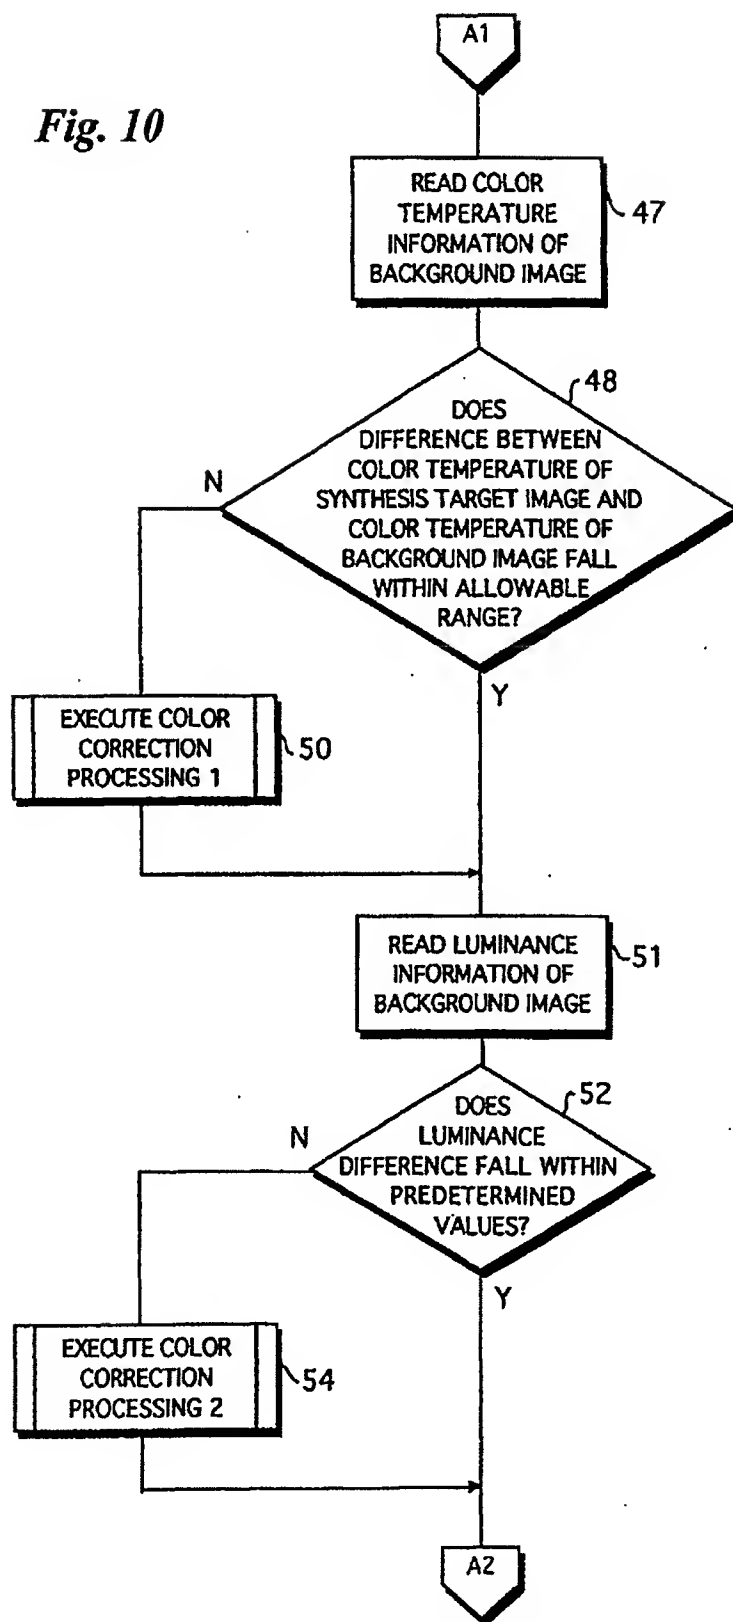 A1
Fig. 10
READ COLOR
TEMPERATURE
INFORMATION OF
BACKGROUND IMAGE
47
48
DOES
DIFFERENCE BETWEEN
COLOR TEMPERATURE OF
SYNTHESIS TARGET IMAGE AND
COLOR TEMPERATURE OF
BACKGROUND IMAGE FALL
WITHIN ALLOWABLE
RANGE?
N
Y
EXECUTE COLOR
CORRECTION
PROCESSING 1
50
READ LUMINANCE
INFORMATION OF
BACKGROUND IMAGE
51
52
DOES
LUMINANCE
DIFFERENCE FALL WITHIN
PREDETERMINED
VALUES?
N
Y
EXECUTE COLOR
CORRECTION
PROCESSING 2
54
A2